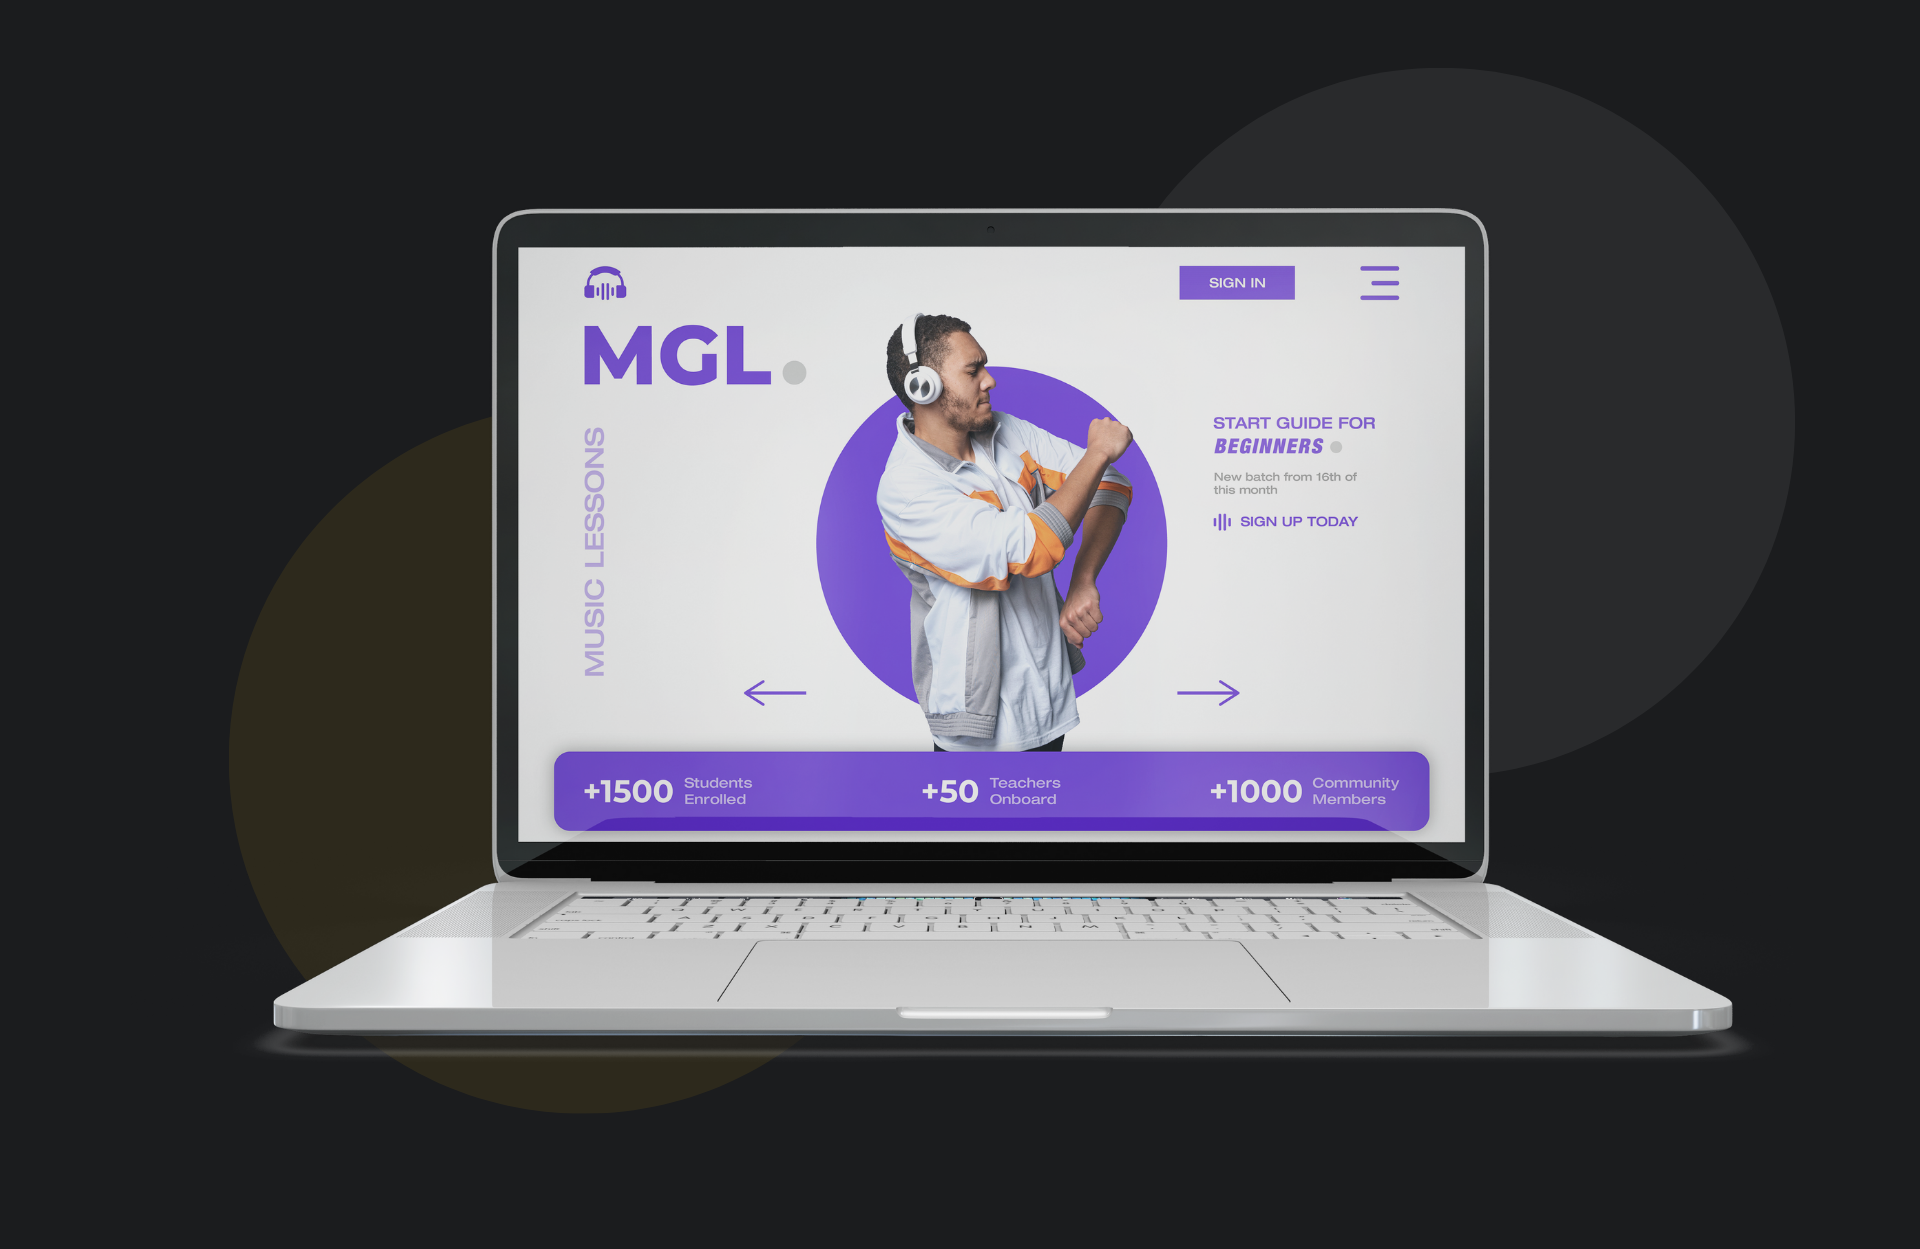 SIGN IN
MGL
MUSIC LESSONS
START GUIDE FOR
BEGINNERS
New batch from 16th of
this month
SIGN UP TODAY
+1500 Students
Enrolled
+50 Teachers
Onboard
+1000 Community
Members